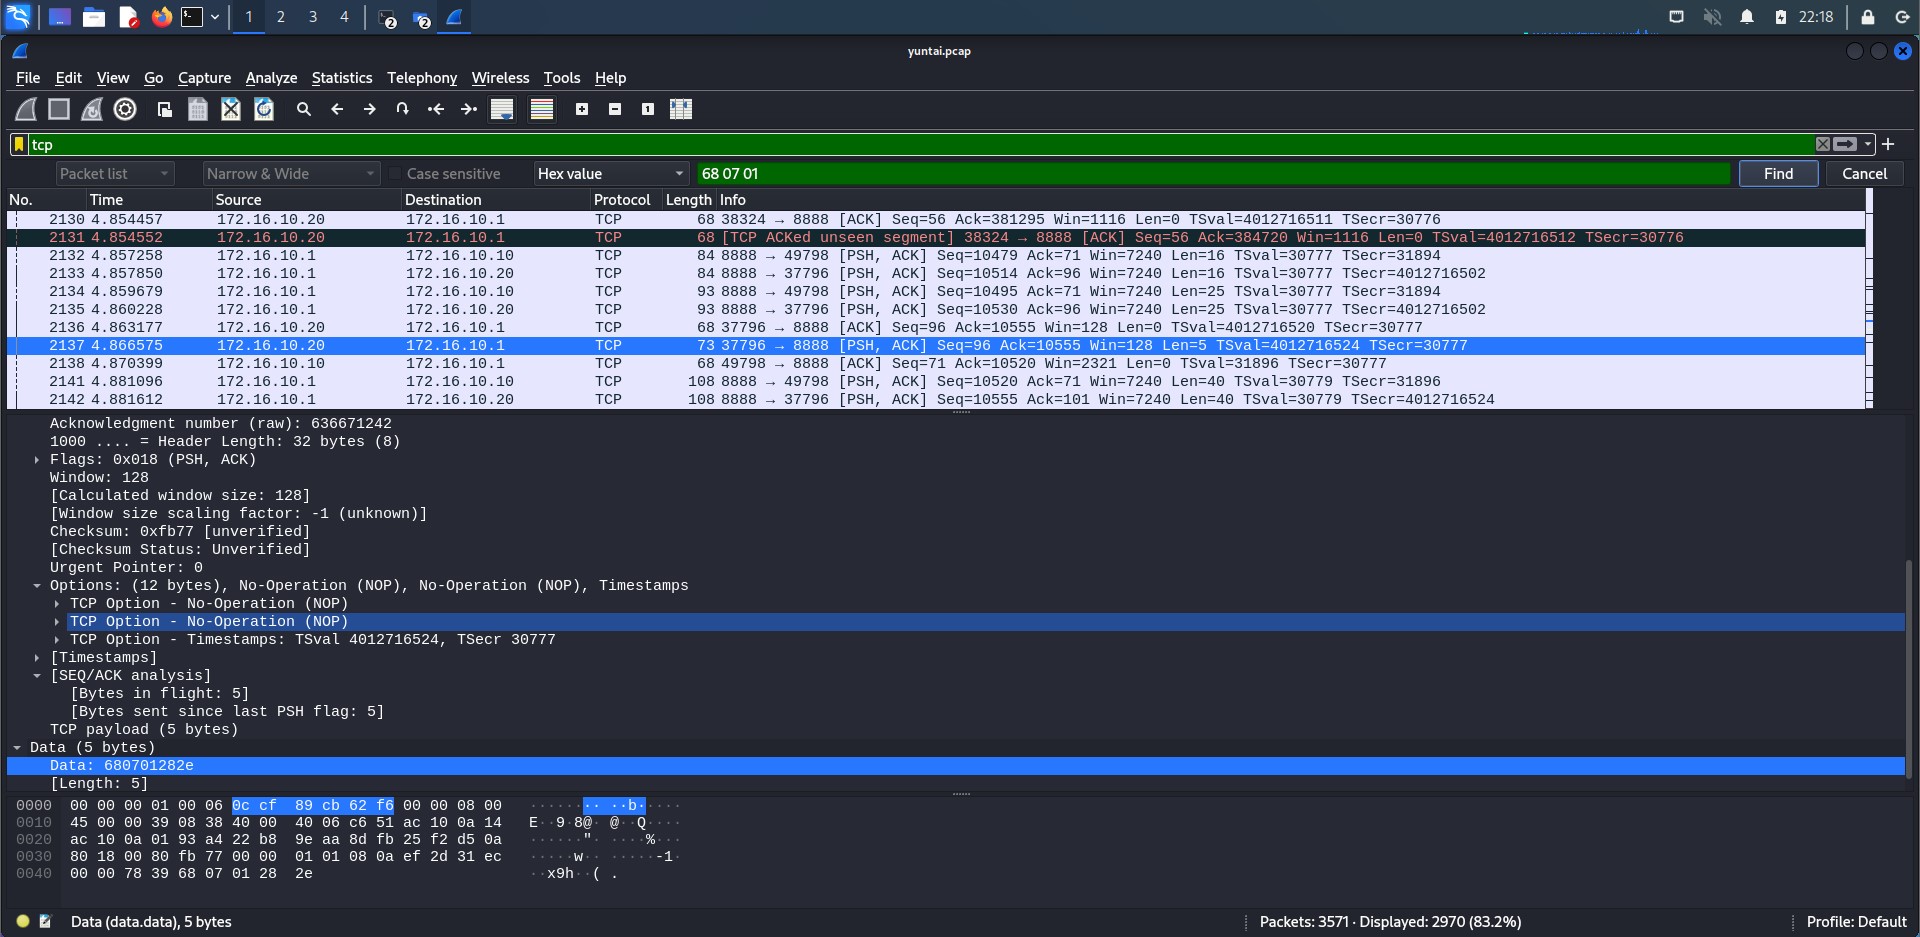 1 2 3 4 2 2 22:18
yuntai.pcap
File Edit View Go Capture Analyze Statistics Telephony Wireless Tools Help
tcp
Packet list Narrow & Wide Case sensitive Hex value 68 07 01 Find Cancel
No. Time Source Destination Protocol Length Info
2130 4.854457 172.16.10.20 172.16.10.1 TCP 68 38324 → 8888 [ACK] Seq=56 Ack=381295 Win=1116 Len=0 TSval=4012716511 TSecr=30776
2131 4.854552 172.16.10.20 172.16.10.1 TCP 68 [TCP ACKed unseen segment] 38324 → 8888 [ACK] Seq=56 Ack=384720 Win=1116 Len=0 TSval=4012716512 TSecr=30776
2132 4.857258 172.16.10.1 172.16.10.10 TCP 84 8888 → 49798 [PSH, ACK] Seq=10479 Ack=71 Win=7240 Len=16 TSval=30777 TSecr=31894
2133 4.857850 172.16.10.1 172.16.10.20 TCP 84 8888 → 37796 [PSH, ACK] Seq=10514 Ack=96 Win=7240 Len=16 TSval=30777 TSecr=4012716502
2134 4.859679 172.16.10.1 172.16.10.10 TCP 93 8888 → 49798 [PSH, ACK] Seq=10495 Ack=71 Win=7240 Len=25 TSval=30777 TSecr=31894
2135 4.860228 172.16.10.1 172.16.10.20 TCP 93 8888 → 37796 [PSH, ACK] Seq=10530 Ack=96 Win=7240 Len=25 TSval=30777 TSecr=4012716502
2136 4.863177 172.16.10.20 172.16.10.1 TCP 68 37796 → 8888 [ACK] Seq=96 Ack=10555 Win=128 Len=0 TSval=4012716520 TSecr=30777
2137 4.866575 172.16.10.20 172.16.10.1 TCP 73 37796 → 8888 [PSH, ACK] Seq=96 Ack=10555 Win=128 Len=5 TSval=4012716524 TSecr=30777
2138 4.870399 172.16.10.10 172.16.10.1 TCP 68 49798 → 8888 [ACK] Seq=71 Ack=10520 Win=2321 Len=0 TSval=31896 TSecr=30777
2141 4.881096 172.16.10.1 172.16.10.10 TCP 108 8888 → 49798 [PSH, ACK] Seq=10520 Ack=71 Win=7240 Len=40 TSval=30779 TSecr=31896
2142 4.881612 172.16.10.1 172.16.10.20 TCP 108 8888 → 37796 [PSH, ACK] Seq=10555 Ack=101 Win=7240 Len=40 TSval=30779 TSecr=4012716524
Acknowledgment number (raw): 636671242
1000 .... = Header Length: 32 bytes (8)
Flags: 0x018 (PSH, ACK)
Window: 128
[Calculated window size: 128]
[Window size scaling factor: -1 (unknown)]
Checksum: 0xfb77 [unverified]
[Checksum Status: Unverified]
Urgent Pointer: 0
Options: (12 bytes), No-Operation (NOP), No-Operation (NOP), Timestamps
TCP Option - No-Operation (NOP)
TCP Option - No-Operation (NOP)
TCP Option - Timestamps: TSval 4012716524, TSecr 30777
[Timestamps]
[SEQ/ACK analysis]
[Bytes in flight: 5]
[Bytes sent since last PSH flag: 5]
TCP payload (5 bytes)
Data (5 bytes)
Data: 680701282e
[Length: 5]
0000 00 00 00 01 00 06 0c cf 89 cb 62 f6 00 00 08 00 ········ ··b·····
0010 45 00 00 39 08 38 40 00 40 06 c6 51 ac 10 0a 14 E··9·8@· @··Q····
0020 ac 10 0a 01 93 a4 22 b8 9e aa 8d fb 25 f2 d5 0a ······"· ····%···
0030 80 18 00 80 fb 77 00 00 01 01 08 0a ef 2d 31 ec ·····w·· ·····-1·
0040 00 00 78 39 68 07 01 28 2e ··x9h··( .
Data (data.data), 5 bytes Packets: 3571 · Displayed: 2970 (83.2%) Profile: Default